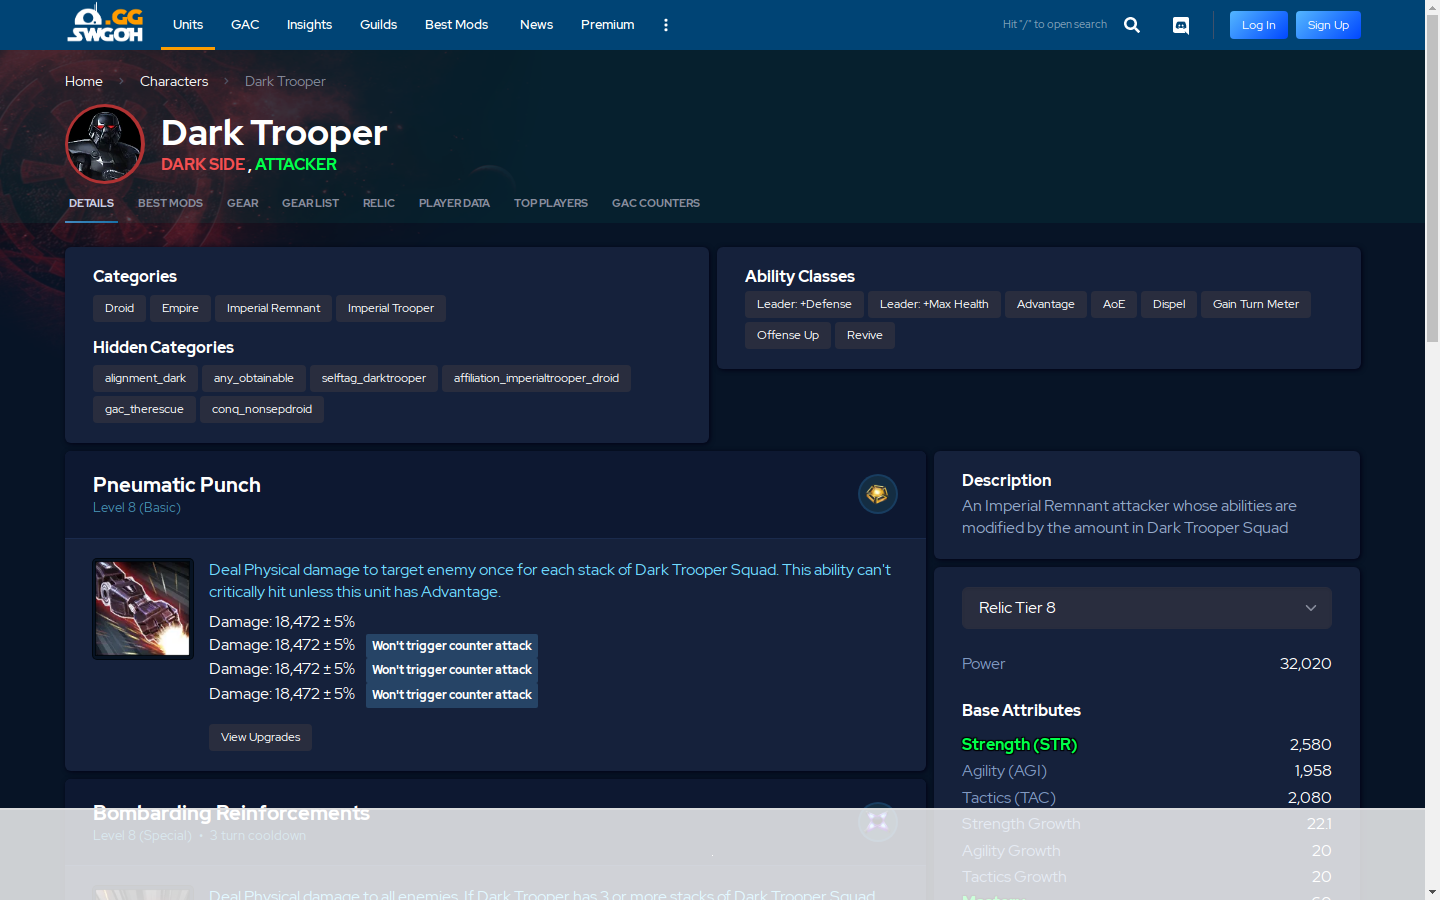 .GG
SWGOH
Units
GAC
Insights
Guilds
Best Mods
News
Premium
Hit "/" to open search
Log In
Sign Up
Home
Characters
Dark Trooper
Dark Trooper
DARK SIDE , ATTACKER
DETAILS
BEST MODS
GEAR
GEAR LIST
RELIC
PLAYER DATA
TOP PLAYERS
GAC COUNTERS
Categories
Droid
Empire
Imperial Remnant
Imperial Trooper
Hidden Categories
alignment_dark
any_obtainable
selftag_darktrooper
affiliation_imperialtrooper_droid
gac_therescue
conq_nonsepdroid
Ability Classes
Leader: +Defense
Leader: +Max Health
Advantage
AoE
Dispel
Gain Turn Meter
Offense Up
Revive
Pneumatic Punch
Level 8 (Basic)
Deal Physical damage to target enemy once for each stack of Dark Trooper Squad. This ability can't
critically hit unless this unit has Advantage.
Damage: 18,472 ± 5%
Damage: 18,472 ± 5% Won't trigger counter attack
Damage: 18,472 ± 5% Won't trigger counter attack
Damage: 18,472 ± 5% Won't trigger counter attack
View Upgrades
Bombarding Reinforcements
Level 8 (Special) • 3 turn cooldown
Deal Physical damage to all enemies. If Dark Trooper has 3 or more stacks of Dark Trooper Squad,
Description
An Imperial Remnant attacker whose abilities are
modified by the amount in Dark Trooper Squad
Relic Tier 8
Power 32,020
Base Attributes
Strength (STR) 2,580
Agility (AGI) 1,958
Tactics (TAC) 2,080
Strength Growth 22.1
Agility Growth 20
Tactics Growth 20
Mastery 60